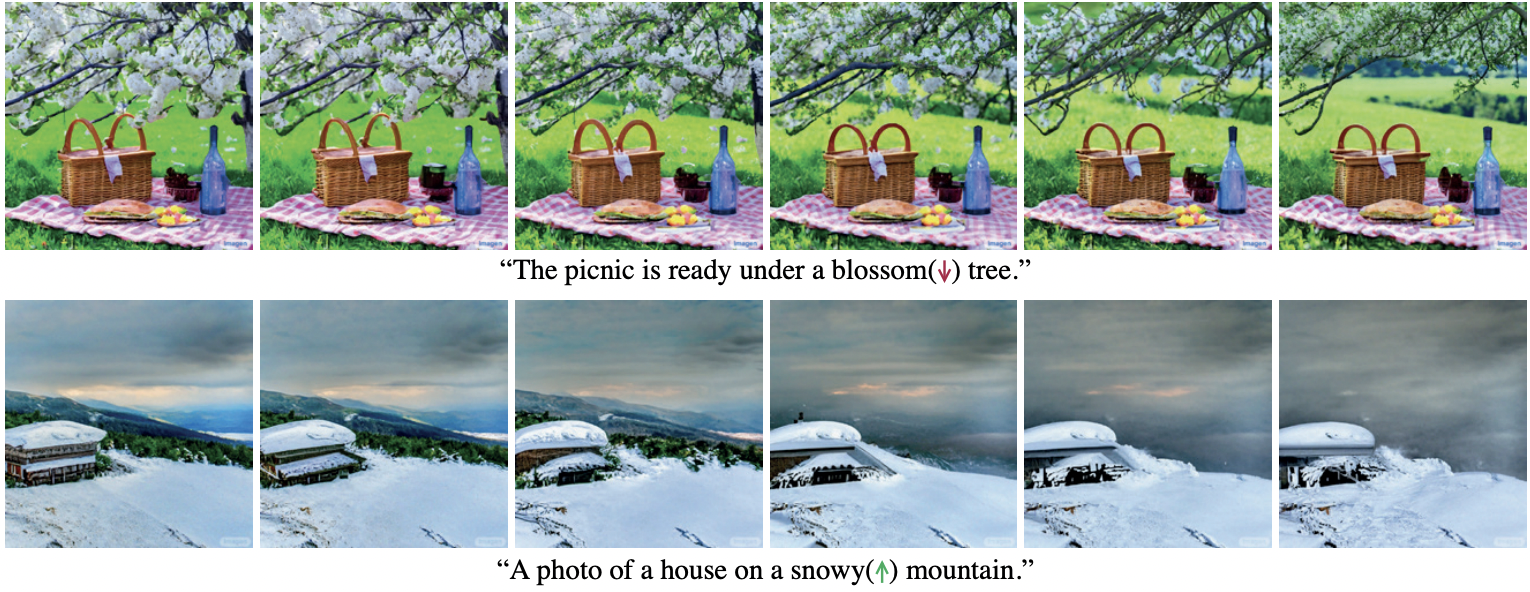 imagen imagen imagen imagen imagen imagen
“The picnic is ready under a blossom(↓) tree.”
“A photo of a house on a snowy(↑) mountain.”